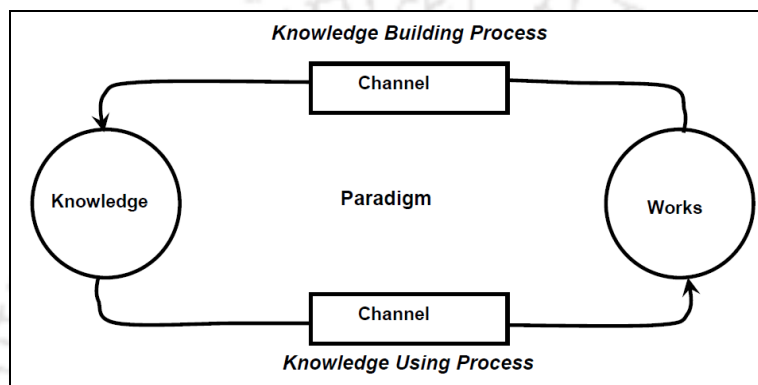 Knowledge Building Process
Channel
Knowledge
Paradigm
Works
Channel
Knowledge Using Process